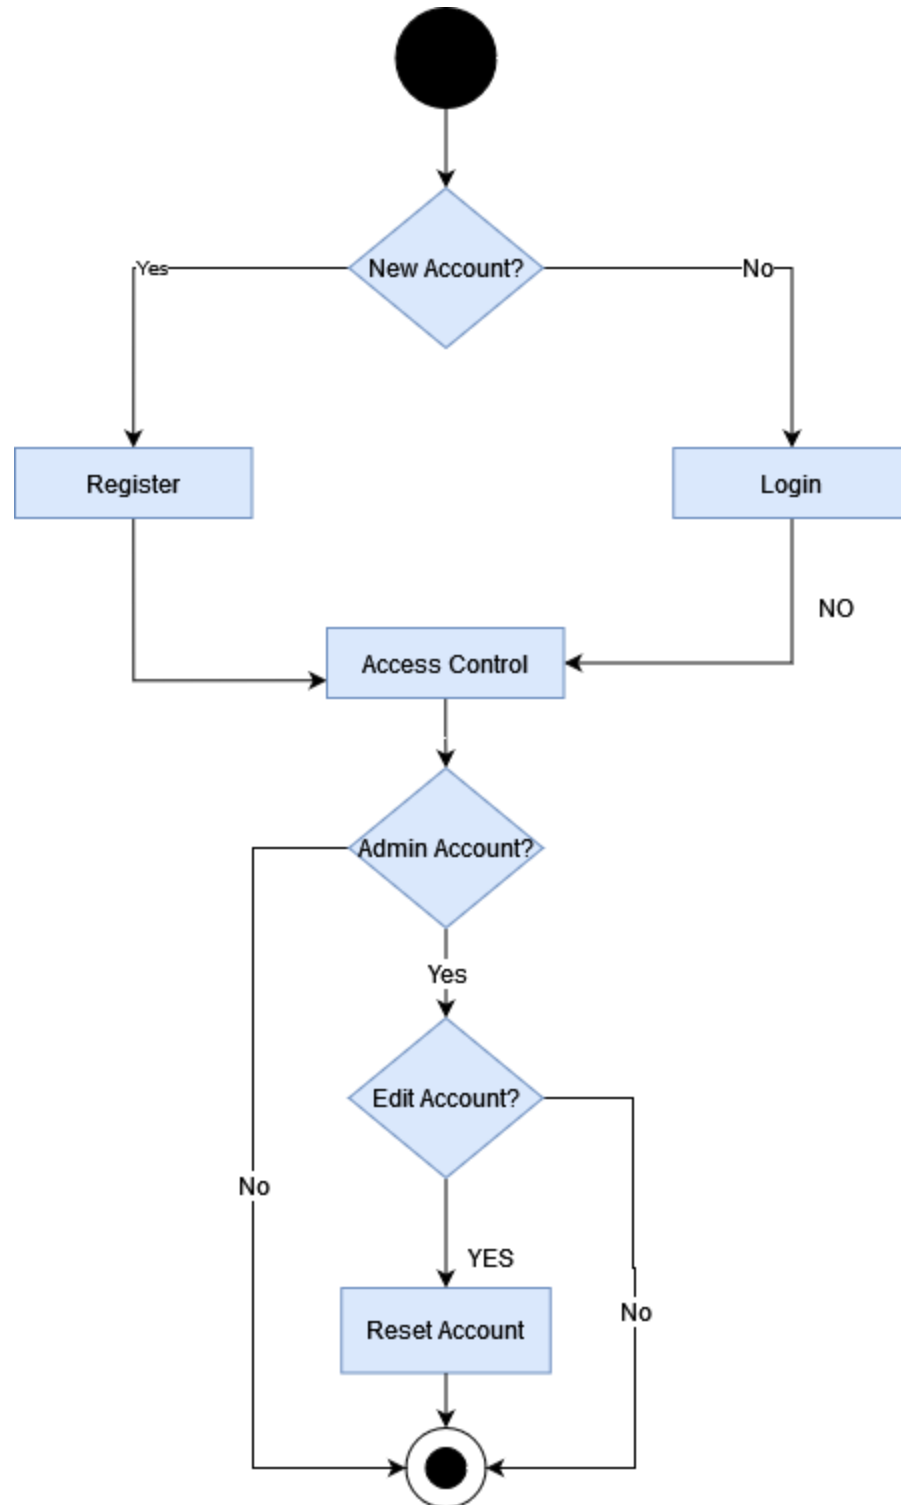 New Account?
Yes
No
Register
Login
NO
Access Control
Admin Account?
Yes
Edit Account?
No
YES
No
Reset Account